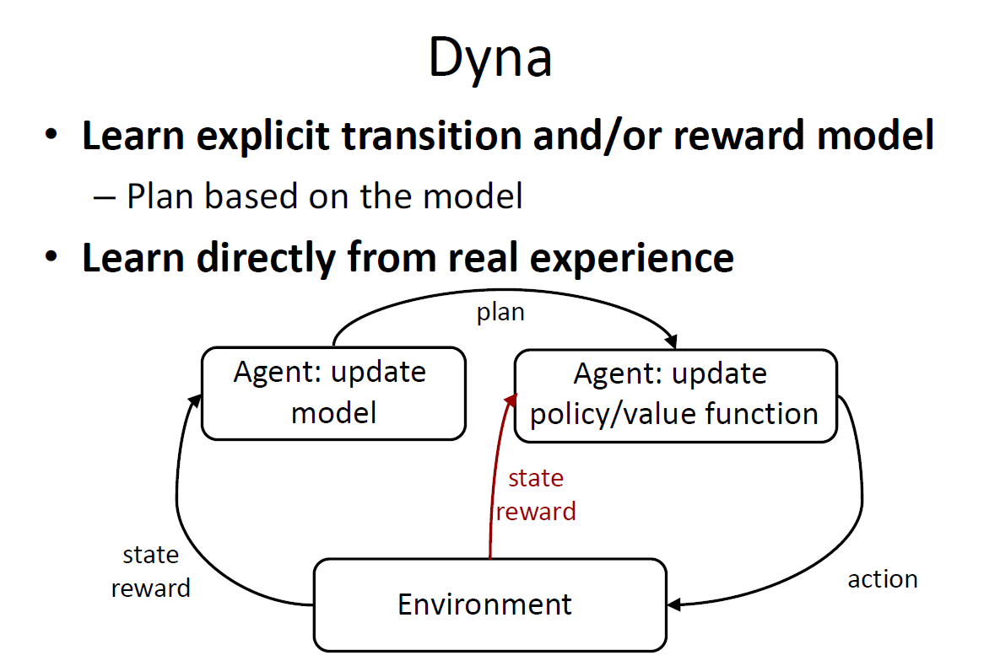 Dyna
• Learn explicit transition and/or reward model
– Plan based on the model
• Learn directly from real experience
plan
Agent: update
model
Agent: update
policy/value function
state
reward
state
reward
action
Environment